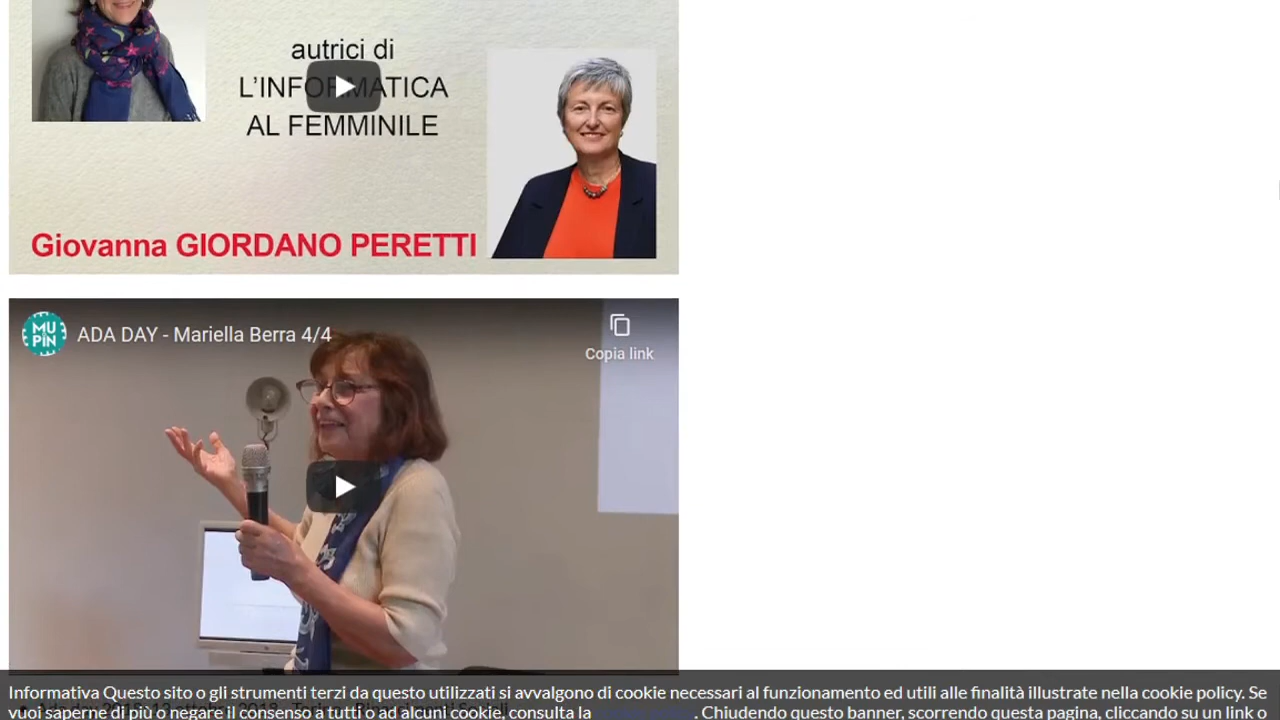 autrici di
L'INFORMATICA
AL FEMMINILE
Giovanna GIORDANO PERETTI
MU
PIN
ADA DAY - Mariella Berra 4/4
Copia link
Informativa Questo sito o gli strumenti terzi da questo utilizzati si avvalgono di cookie necessari al funzionamento ed utili alle finalità illustrate nella cookie policy. Se
vuoi saperne di più o negare il consenso a tutti o ad alcuni cookie, consulta la
. Chiudendo questo banner, scorrendo questa pagina, cliccando su un link o